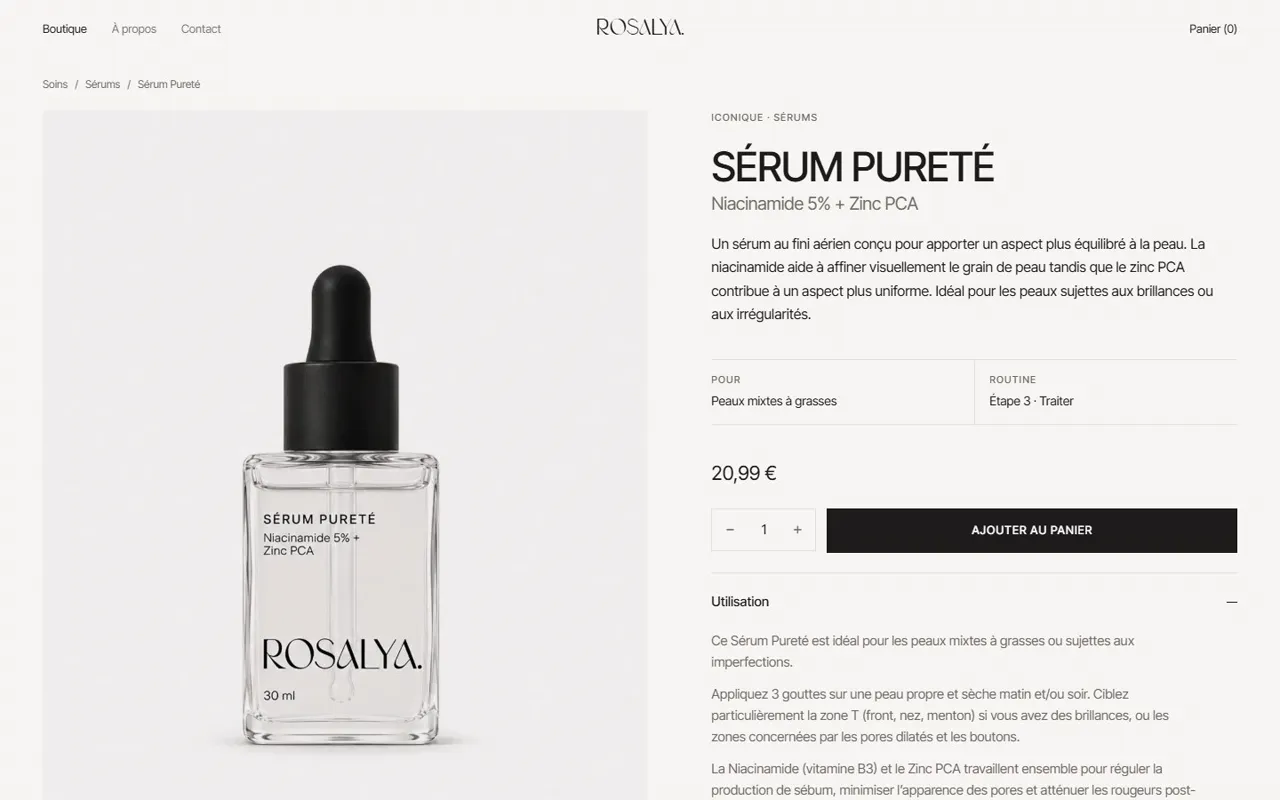 Boutique
À propos
Contact
ROSALYA.
Panier (0)
Soins / Sérums / Sérum Pureté
SÉRUM PURETÉ
Niacinamide 5% +
Zinc PCA
ROSALYA.
30 ml
ICONIQUE · SÉRUMS
SÉRUM PURETÉ
Niacinamide 5% + Zinc PCA
Un sérum au fini aérien conçu pour apporter un aspect plus équilibré à la peau. La
niacinamide aide à affiner visuellement le grain de peau tandis que le zinc PCA
contribue à un aspect plus uniforme. Idéal pour les peaux sujettes aux brillances ou
aux irrégularités.
POUR
Peaux mixtes à grasses
ROUTINE
Étape 3 · Traiter
20,99 €
− 1 +
AJOUTER AU PANIER
Utilisation —
Ce Sérum Pureté est idéal pour les peaux mixtes à grasses ou sujettes aux
imperfections.
Appliquez 3 gouttes sur une peau propre et sèche matin et/ou soir. Ciblez
particulièrement la zone T (front, nez, menton) si vous avez des brillances, ou les
zones concernées par les pores dilatés et les boutons.
La Niacinamide (vitamine B3) et le Zinc PCA travaillent ensemble pour réguler la
production de sébum, minimiser l’apparence des pores et atténuer les rougeurs post-